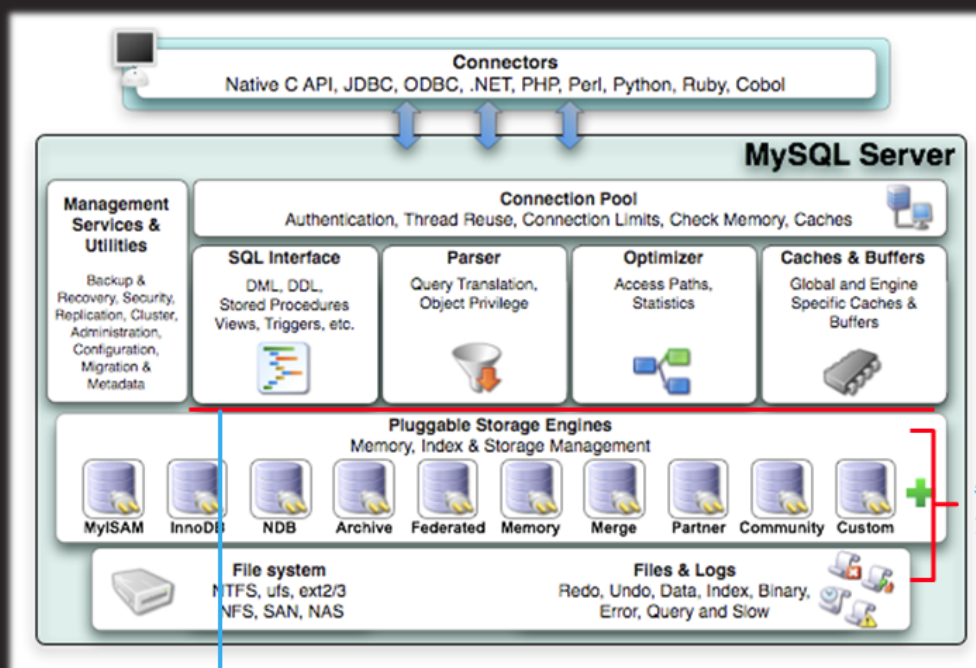 Connectors
Native C API, JDBC, ODBC, .NET, PHP, Perl, Python, Ruby, Cobol
MySQL Server
Management
Services &
Utilities
Backup &
Recovery, Security,
Replication, Cluster,
Administration,
Configuration,
Migration &
Metadata
Connection Pool
Authentication, Thread Reuse, Connection Limits, Check Memory, Caches
SQL Interface
DML, DDL,
Stored Procedures
Views, Triggers, etc.
Parser
Query Translation,
Object Privilege
Optimizer
Access Paths,
Statistics
Caches & Buffers
Global and Engine
Specific Caches &
Buffers
Pluggable Storage Engines
Memory, Index & Storage Management
MyISAM
InnoDB
NDB
Archive
Federated
Memory
Merge
Partner
Community
Custom
File system
NTFS, ufs, ext2/3
NFS, SAN, NAS
Files & Logs
Redo, Undo, Data, Index, Binary,
Error, Query and Slow